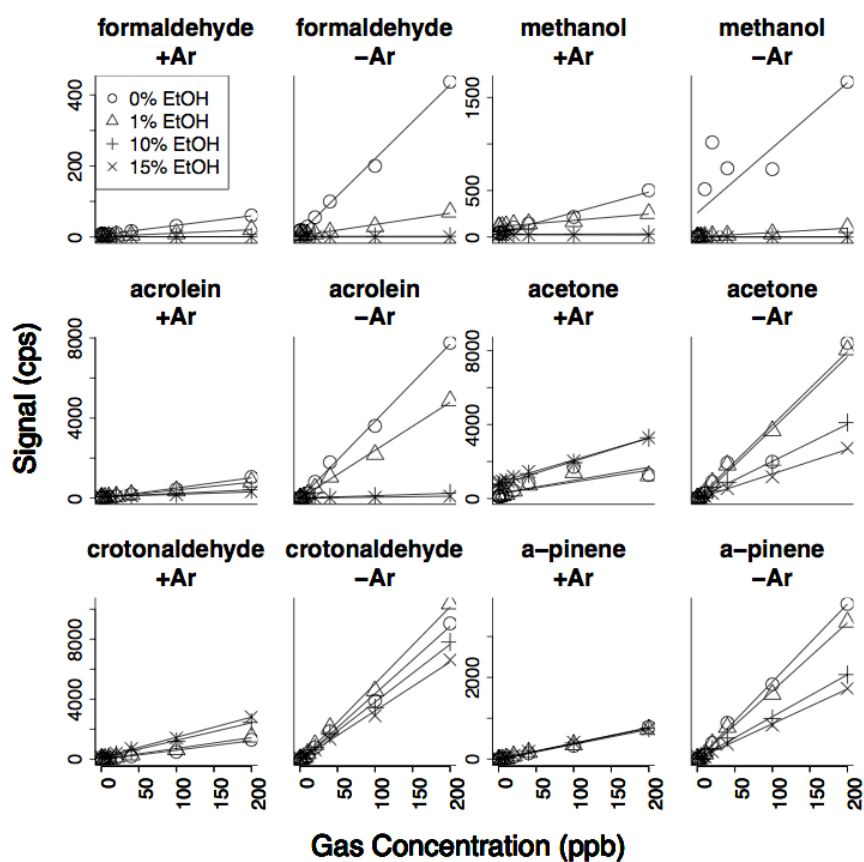 formaldehyde
+Ar
formaldehyde
−Ar
methanol
+Ar
methanol
−Ar
0 200 400
○ 0% EtOH
△ 1% EtOH
+ 10% EtOH
× 15% EtOH
0 500 1500
acrolein
+Ar
acrolein
−Ar
acetone
+Ar
acetone
−Ar
0 4000 8000
0 4000 8000
crotonaldehyde
+Ar
crotonaldehyde
−Ar
a−pinene
+Ar
a−pinene
−Ar
0 4000 8000
0 2000
Signal (cps)
0 50 100 150 200
0 50 100 150 200
0 50 100 150 200
0 50 100 150 200
Gas Concentration (ppb)